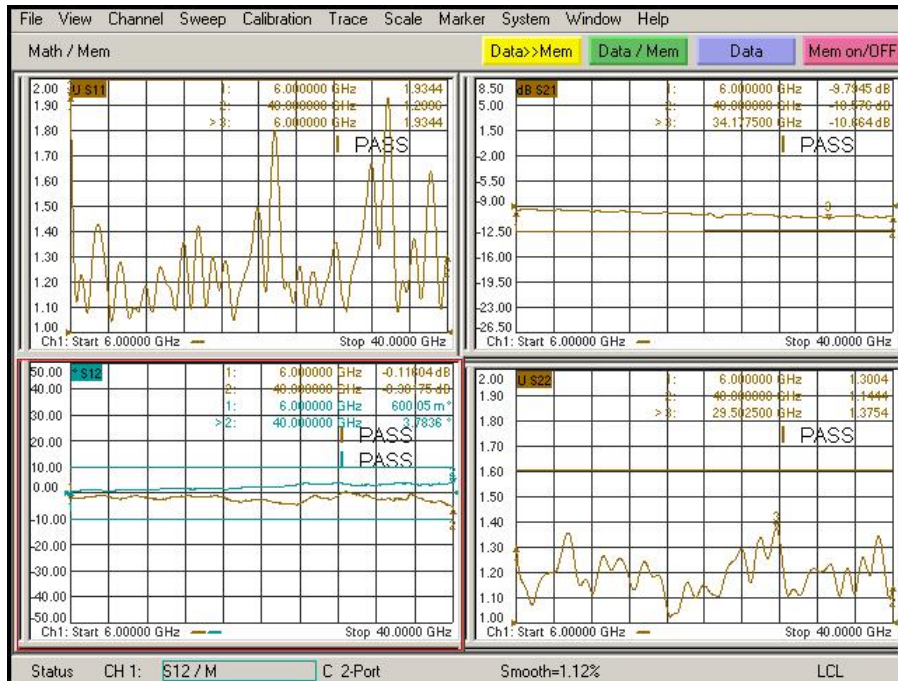 File View Channel Sweep Calibration Trace Scale Marker System Window Help
Math / Mem
Data>>Mem
Data / Mem
Data
Mem on/OFF
U S11
2.00
1.90
1.80
1.70
1.60
1.50
1.40
1.30
1.20
1.10
1.00
1: 6.000000 GHz 1.9344
2: 40.000000 GHz
> 3: 6.000000 GHz 1.9344
PASS
Ch1: Start 6.00000 GHz
Stop 40.0000 GHz
dB S21
8.50
5.00
1.50
-2.00
-5.50
-9.00
-12.50
-16.00
-19.50
-23.00
-26.50
1: 6.000000 GHz -9.7945 dB
2: 40.000000 GHz -10.576 dB
> 3: 34.177500 GHz -10.664 dB
PASS
3
Ch1: Start 6.00000 GHz
Stop 40.0000 GHz
S12
50.00
40.00
30.00
20.00
10.00
0.00
-10.00
-20.00
-30.00
-40.00
-50.00
1: 6.000000 GHz -0.11604 dB
2: 40.000000 GHz
1: 6.000000 GHz
>2: 40.000000 GHz 3.7836 °
PASS
PASS
Ch1: Start 6.00000 GHz
Stop 40.0000 GHz
U S22
2.00
1.90
1.80
1.70
1.60
1.50
1.40
1.30
1.20
1.10
1.00
1: 6.000000 GHz 1.3004
2: 40.000000 GHz 1.1444
> 3: 29.502500 GHz 1.3754
PASS
3
Ch1: Start 6.00000 GHz
Stop 40.0000 GHz
Status CH 1: S12 / M C 2-Port Smooth=1.12% LCL